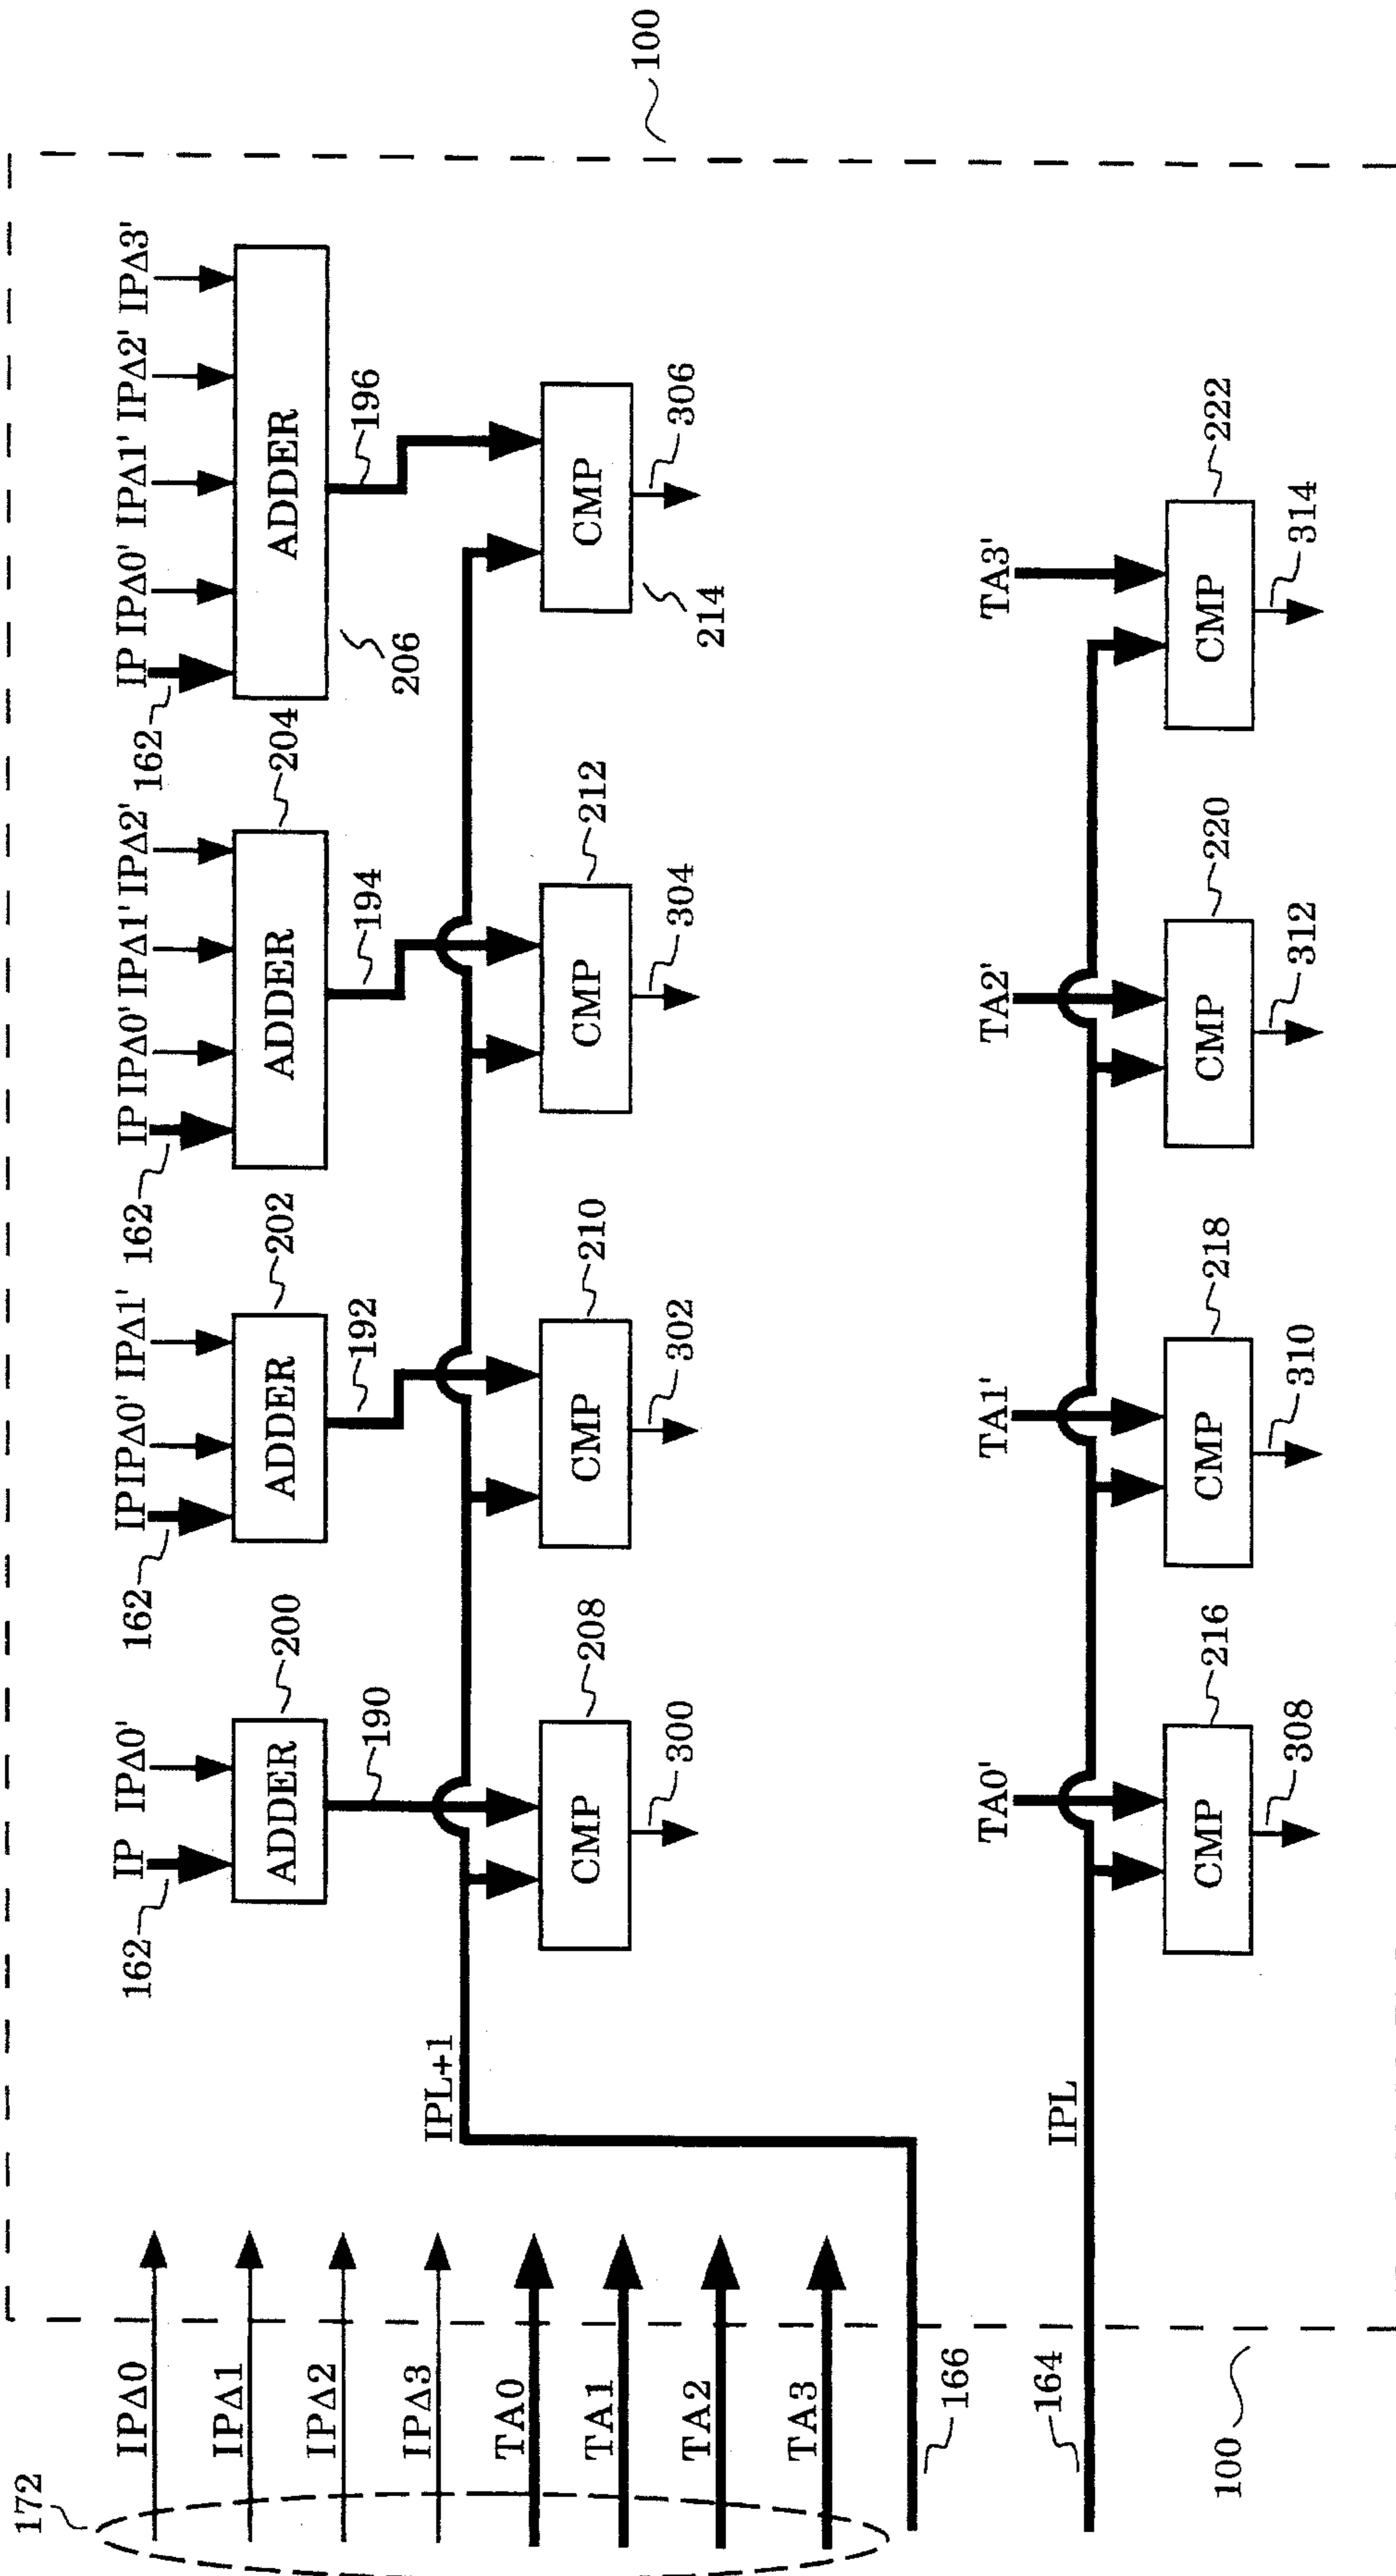 172
IPΔ0
IPΔ1
IPΔ2
IPΔ3
TA0
TA1
TA2
TA3
166
164
100
IPL+1
IPL
100
IP IPΔ0'
162
ADDER
200
190
CMP
208
300
IP IPΔ0' IPΔ1'
162
ADDER
202
192
CMP
210
302
IP IPΔ0' IPΔ1' IPΔ2'
162
ADDER
204
194
CMP
212
304
IP IPΔ0' IPΔ1' IPΔ2' IPΔ3'
162
ADDER
206
196
CMP
214
306
TA0'
CMP
216
308
TA1'
CMP
218
310
TA2'
CMP
220
312
TA3'
CMP
222
314